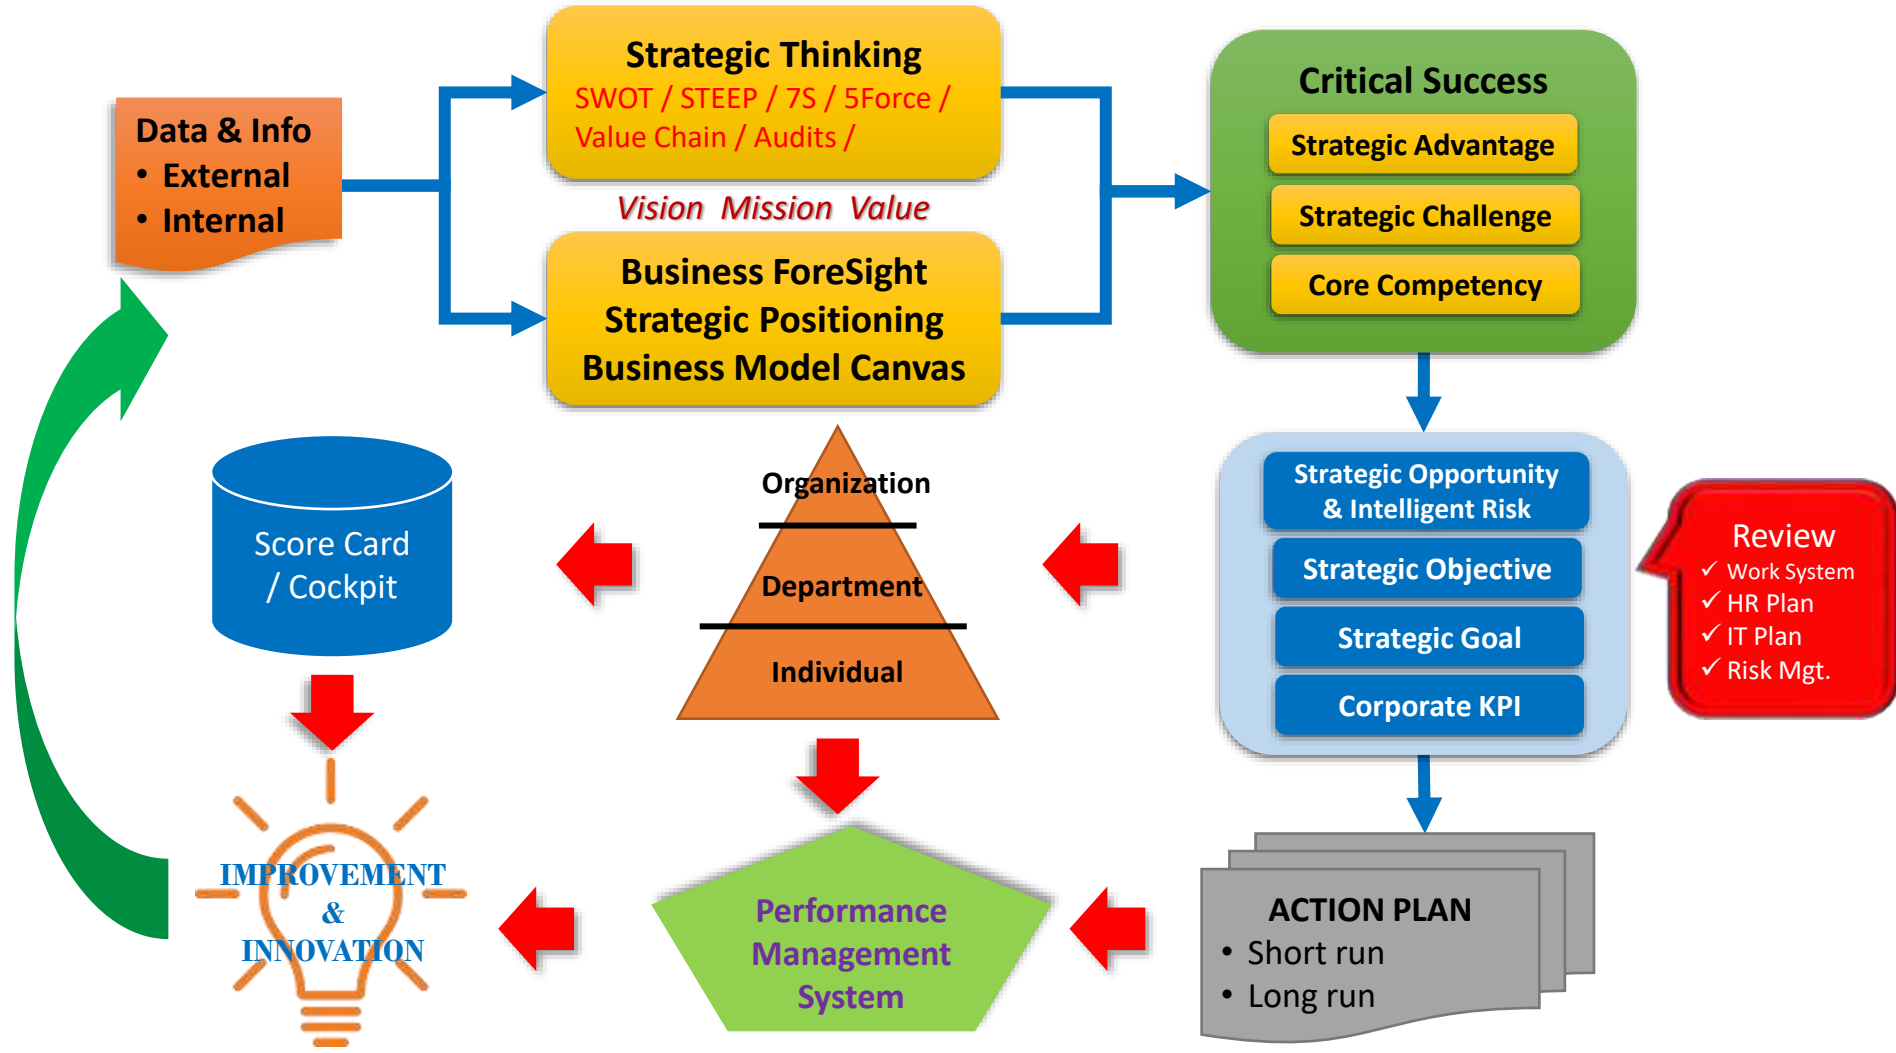 Data & Info
• External
• Internal
Strategic Thinking
SWOT / STEEP / 7S / 5Force /
Value Chain / Audits /
Vision Mission Value
Business ForeSight
Strategic Positioning
Business Model Canvas
Critical Success
Strategic Advantage
Strategic Challenge
Core Competency
Strategic Opportunity
& Intelligent Risk
Strategic Objective
Strategic Goal
Corporate KPI
Review
✓ Work System
✓ HR Plan
✓ IT Plan
✓ Risk Mgt.
Organization
Department
Individual
Score Card
/ Cockpit
IMPROVEMENT
&
INNOVATION
Performance
Management
System
ACTION PLAN
• Short run
• Long run